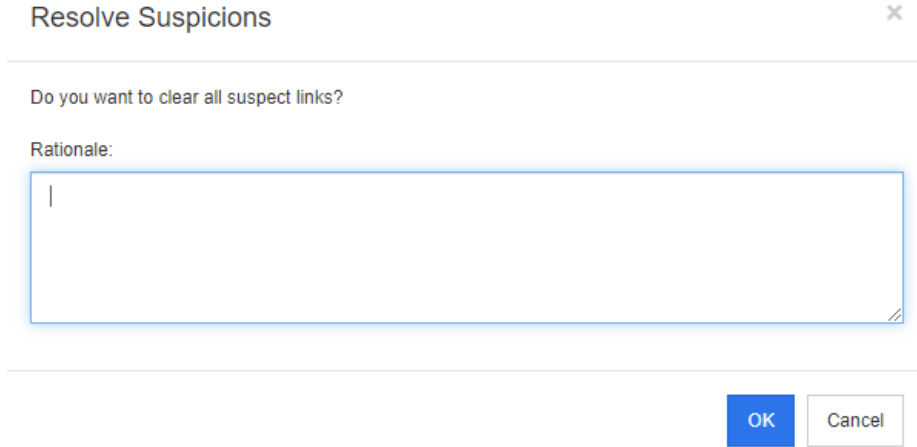 Resolve Suspicions
Do you want to clear all suspect links?
Rationale:
OK Cancel